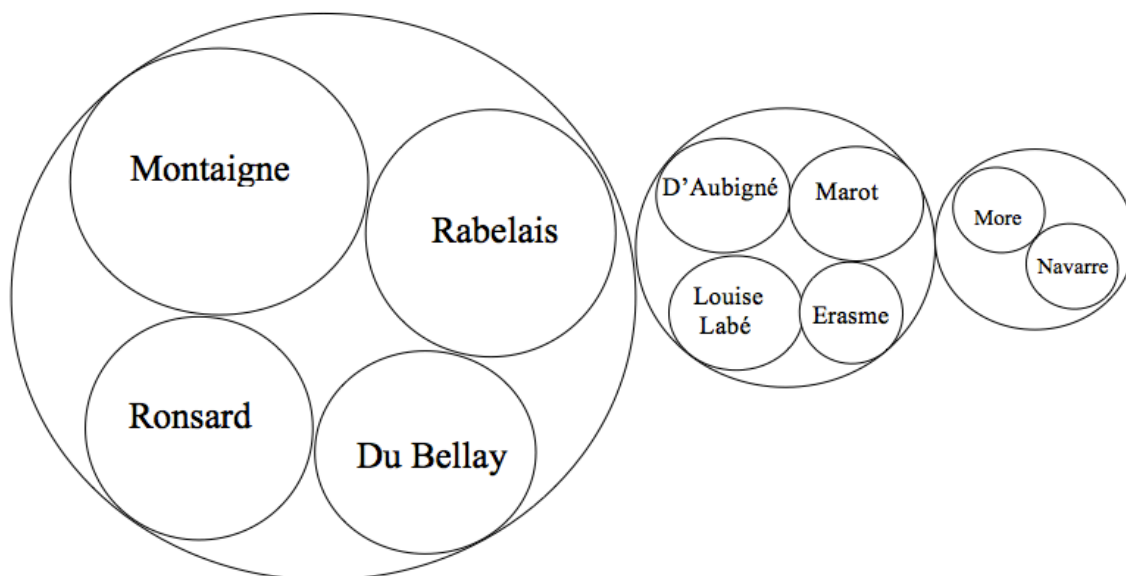 Montaigne
Rabelais
Ronsard
Du Bellay
D’Aubigné
Marot
Louise
Labé
Erasme
More
Navarre